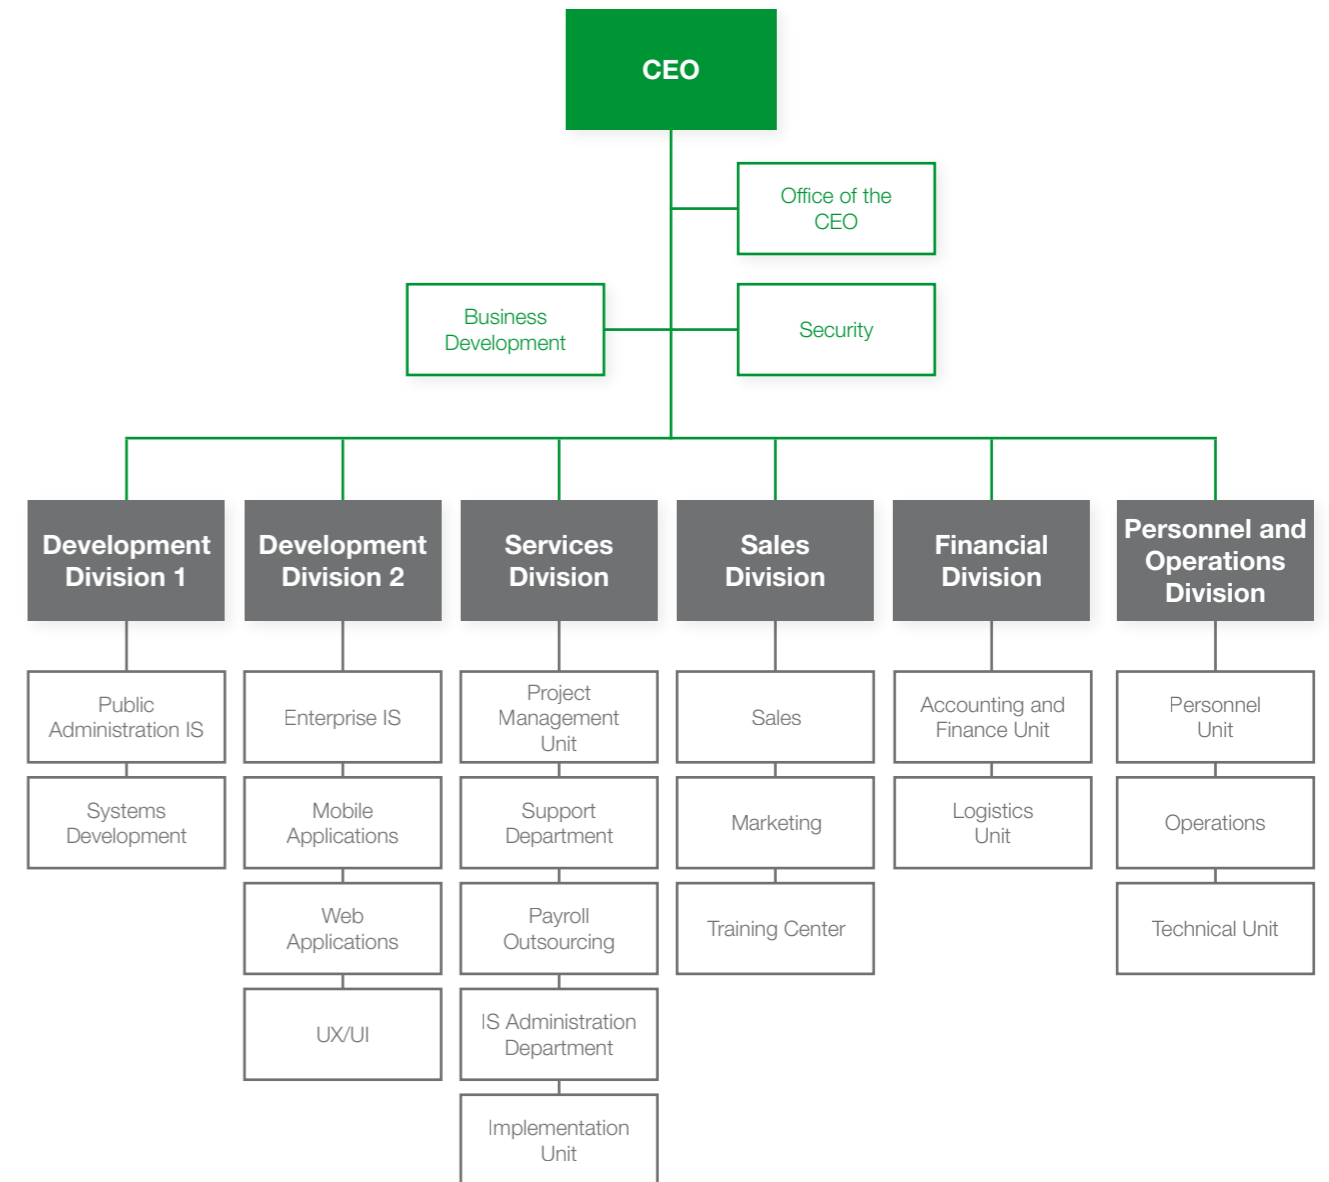 CEO
Office of the
CEO
Business
Development
Security
Development
Division 1
Development
Division 2
Services
Division
Sales
Division
Financial
Division
Personnel and
Operations
Division
Public
Administration IS
Systems
Development
Enterprise IS
Mobile
Applications
Web
Applications
UX/UI
Project
Management
Unit
Support
Department
Payroll
Outsourcing
IS Administration
Department
Implementation
Unit
Sales
Marketing
Training Center
Accounting and
Finance Unit
Logistics
Unit
Personnel
Unit
Operations
Technical Unit